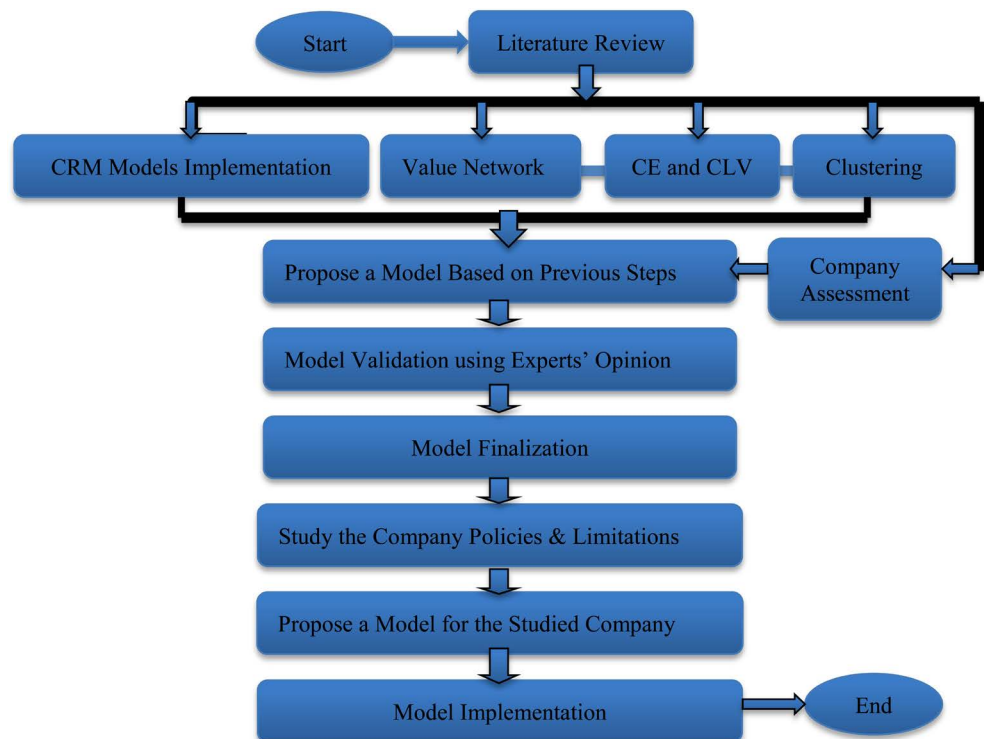 Start
Literature Review
CRM Models Implementation
Value Network
CE and CLV
Clustering
Propose a Model Based on Previous Steps
Company
Assessment
Model Validation using Experts’ Opinion
Model Finalization
Study the Company Policies & Limitations
Propose a Model for the Studied Company
Model Implementation
End